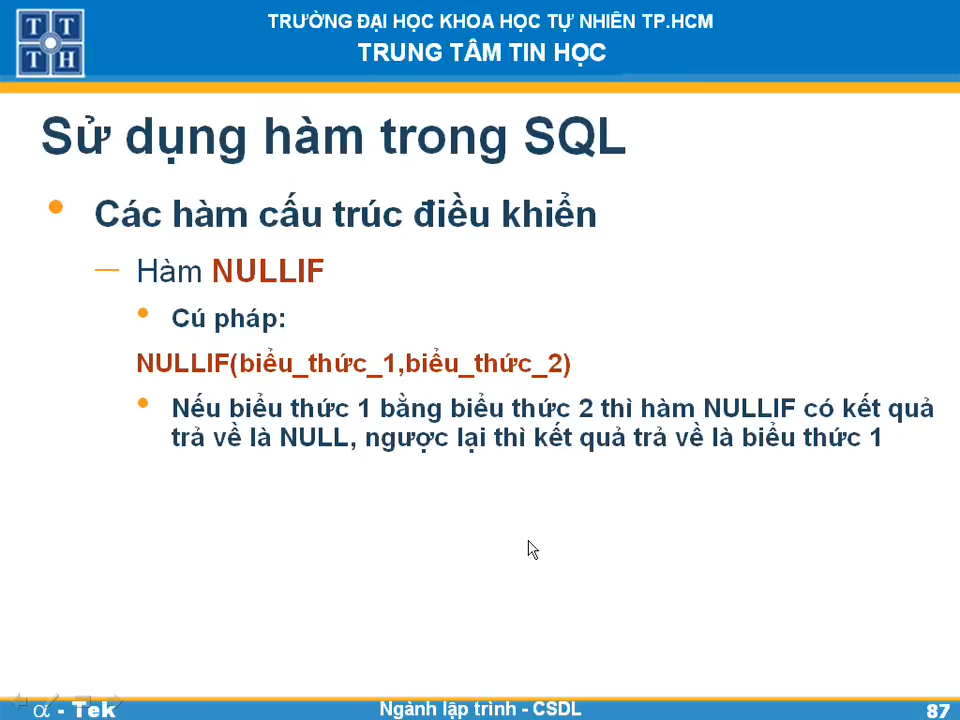 TRƯỜNG ĐẠI HỌC KHOA HỌC TỰ NHIÊN TP.HCM
TRUNG TÂM TIN HỌC
T T
T H
Sử dụng hàm trong SQL
• Các hàm cấu trúc điều khiển
– Hàm NULLIF
• Cú pháp:
NULLIF(biểu_thức_1,biểu_thức_2)
• Nếu biểu thức 1 bằng biểu thức 2 thì hàm NULLIF có kết quả
trả về là NULL, ngược lại thì kết quả trả về là biểu thức 1
α - Tek
Ngành lập trình - CSDL
87